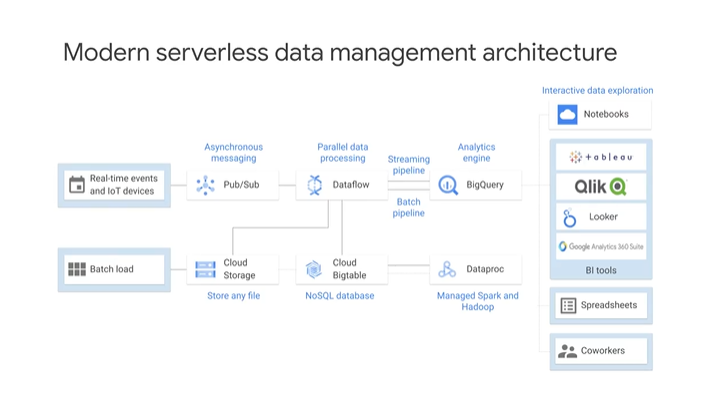 Modern serverless data management architecture
Interactive data exploration
Notebooks
Asynchronous
messaging
Parallel data
processing
Streaming
pipeline
Analytics
engine
Real-time events
and IoT devices
Pub/Sub
Dataflow
BigQuery
Batch
pipeline
+ a b l e a u
Qlik
Looker
Google Analytics 360 Suite
BI tools
Batch load
Cloud
Storage
Cloud
Bigtable
Dataproc
Store any file
NoSQL database
Managed Spark and
Hadoop
Spreadsheets
Coworkers